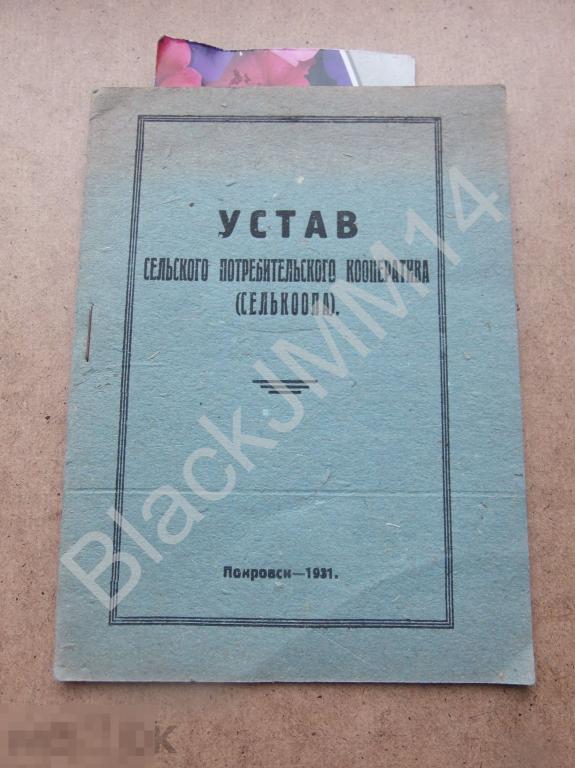 УСТАВ
СЕЛЬСКОГО ПОТРЕБИТЕЛЬСКОГО КООПЕРАТИВА
(СЕЛЬКООПА).
Покровск—1931.
BlackJMM14